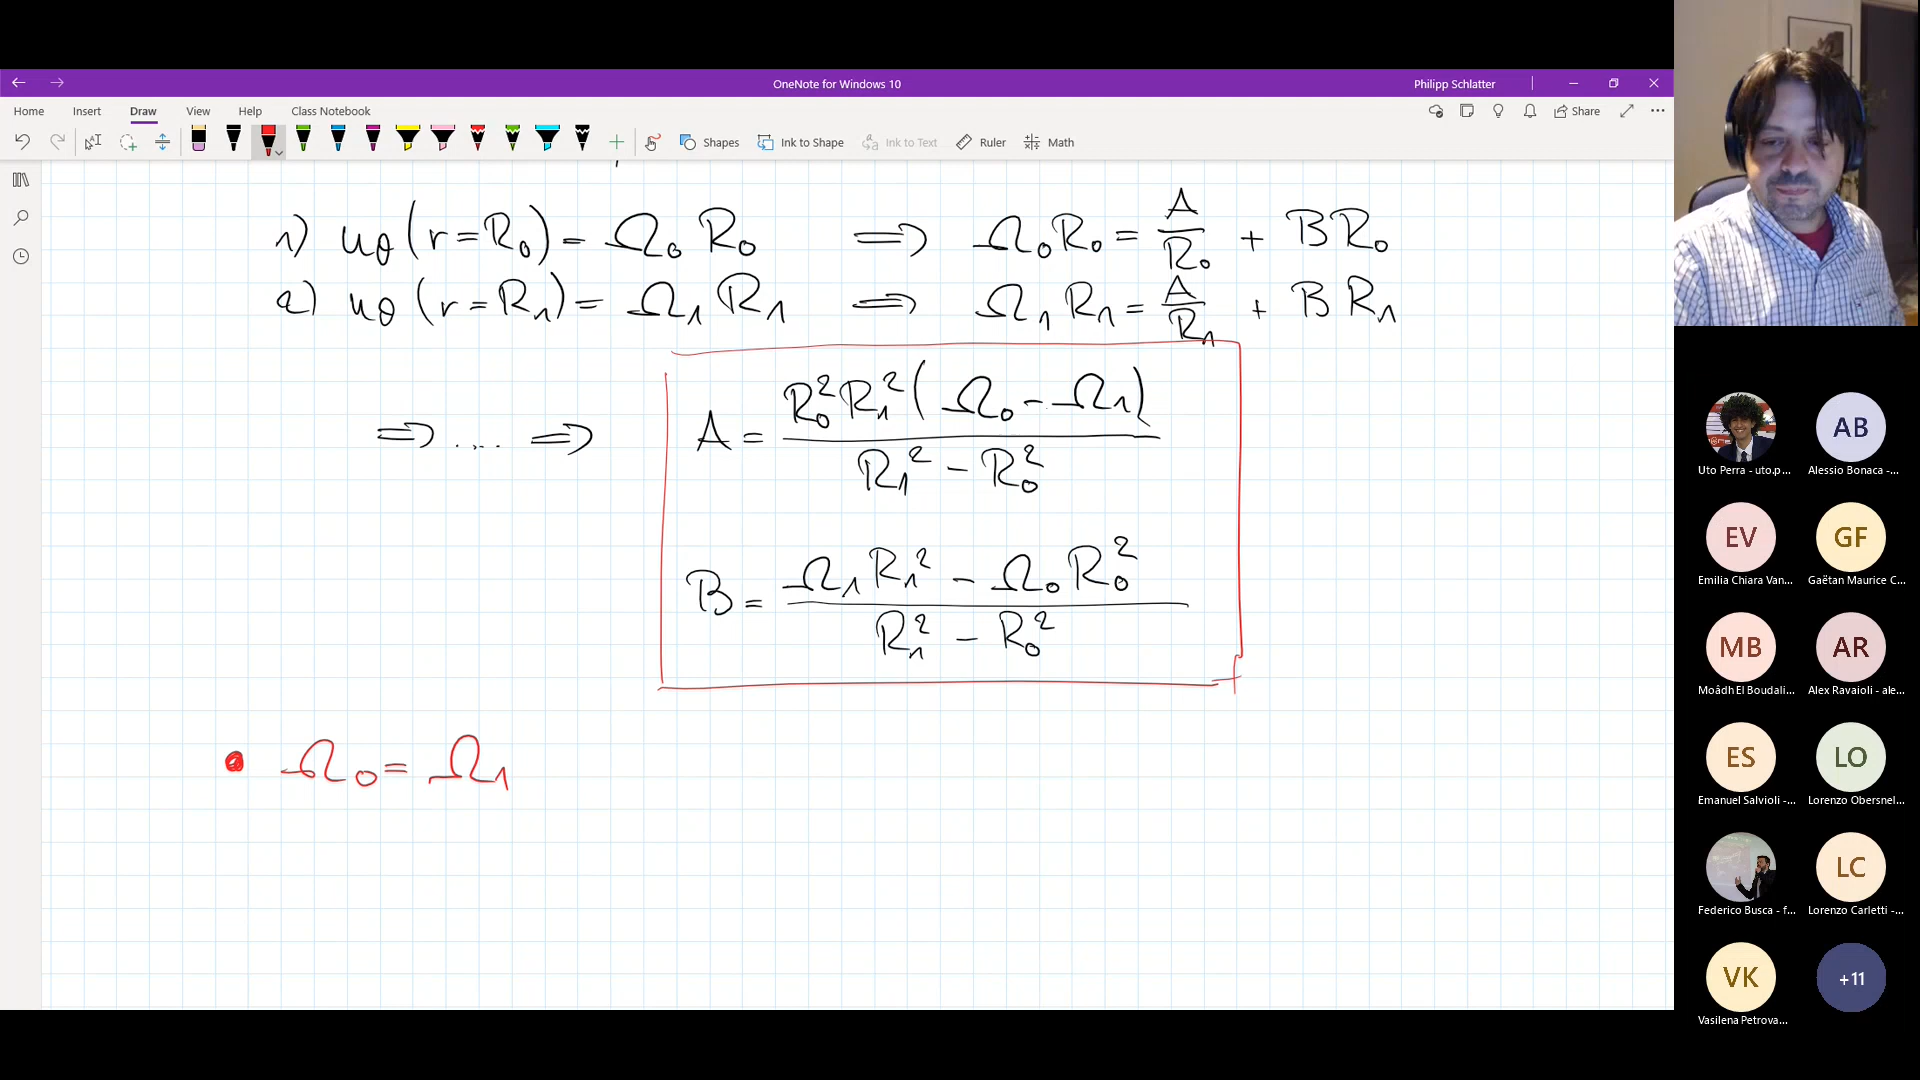 OneNote for Windows 10
Philipp Schlatter
Home Insert Draw View Help Class Notebook
Share
Shapes Ink to Shape Ink to Text Ruler Math
1) uθ (r = R₀) = Ω₀ R₀ ⟹ Ω₀R₀ = A/R₀ + BR₀
2) uθ (r = R₁) = Ω₁ R₁ ⟹ Ω₁ R₁ = A/R₁ + B R₁
⟹ .... ⟹ A = R₀²R₁² (Ω₀ - Ω₁) / R₁² - R₀²
B = Ω₁R₁² - Ω₀R₀² / R₁² - R₀²
• Ω₀ = Ω₁
AB
Uto Perra - uto.p... Alessio Bonaca -...
EV GF
Emilia Chiara Van... Gaëtan Maurice C...
MB AR
Moâdh El Boudali... Alex Ravaioli - ale...
ES LO
Emanuel Salvioli -... Lorenzo Obersnel...
LC
Federico Busca - f... Lorenzo Carletti -...
VK +11
Vasilena Petrova...